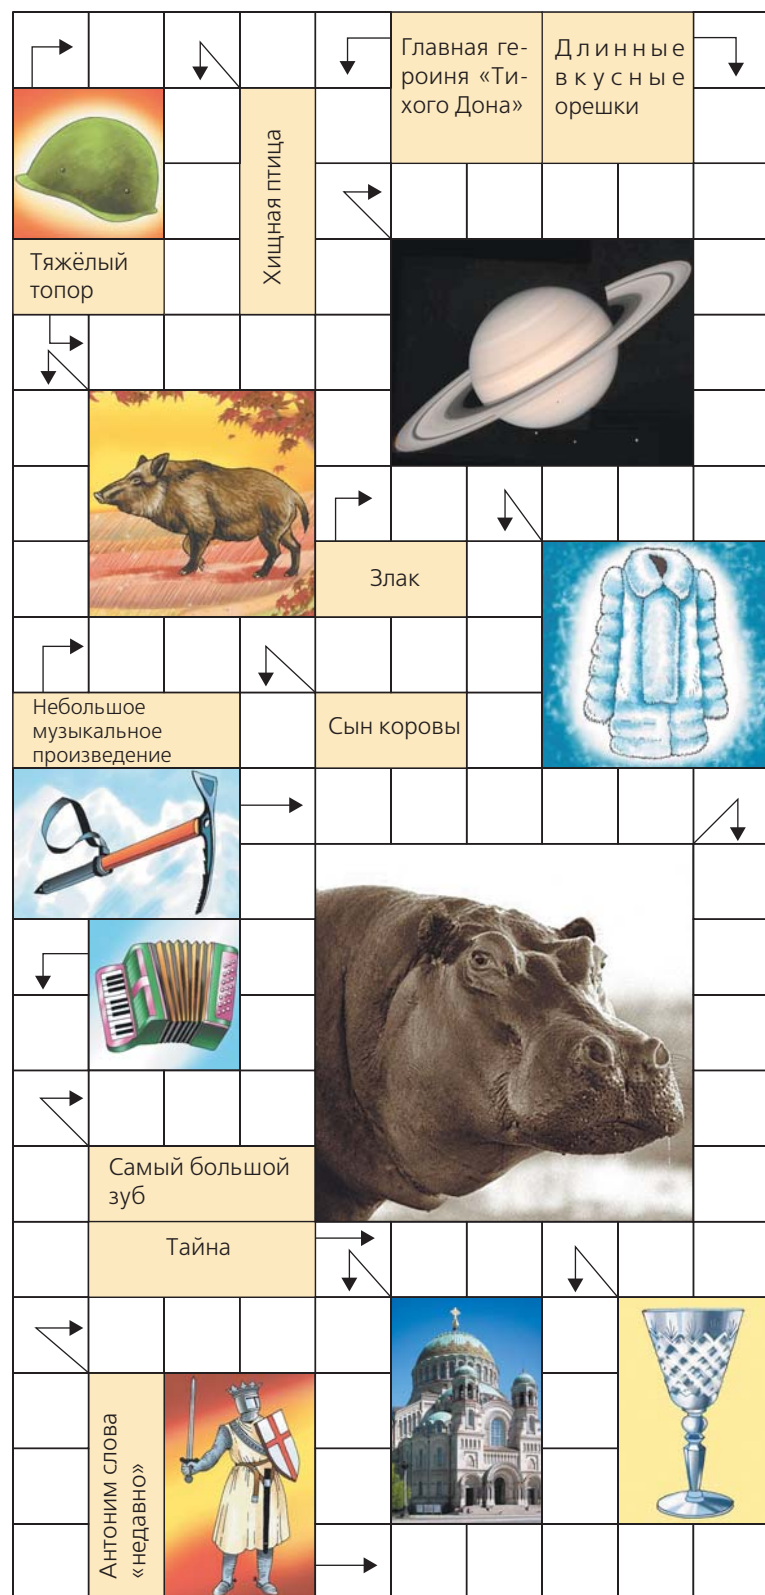 Главная ге-
роиня «Ти-
хого Дона»
Длинные
вкусные
орешки
Хищная птица
Тяжёлый
топор
Злак
Небольшое
музыкальное
произведение
Сын коровы
Самый большой
зуб
Тайна
Антоним слова
«недавно»